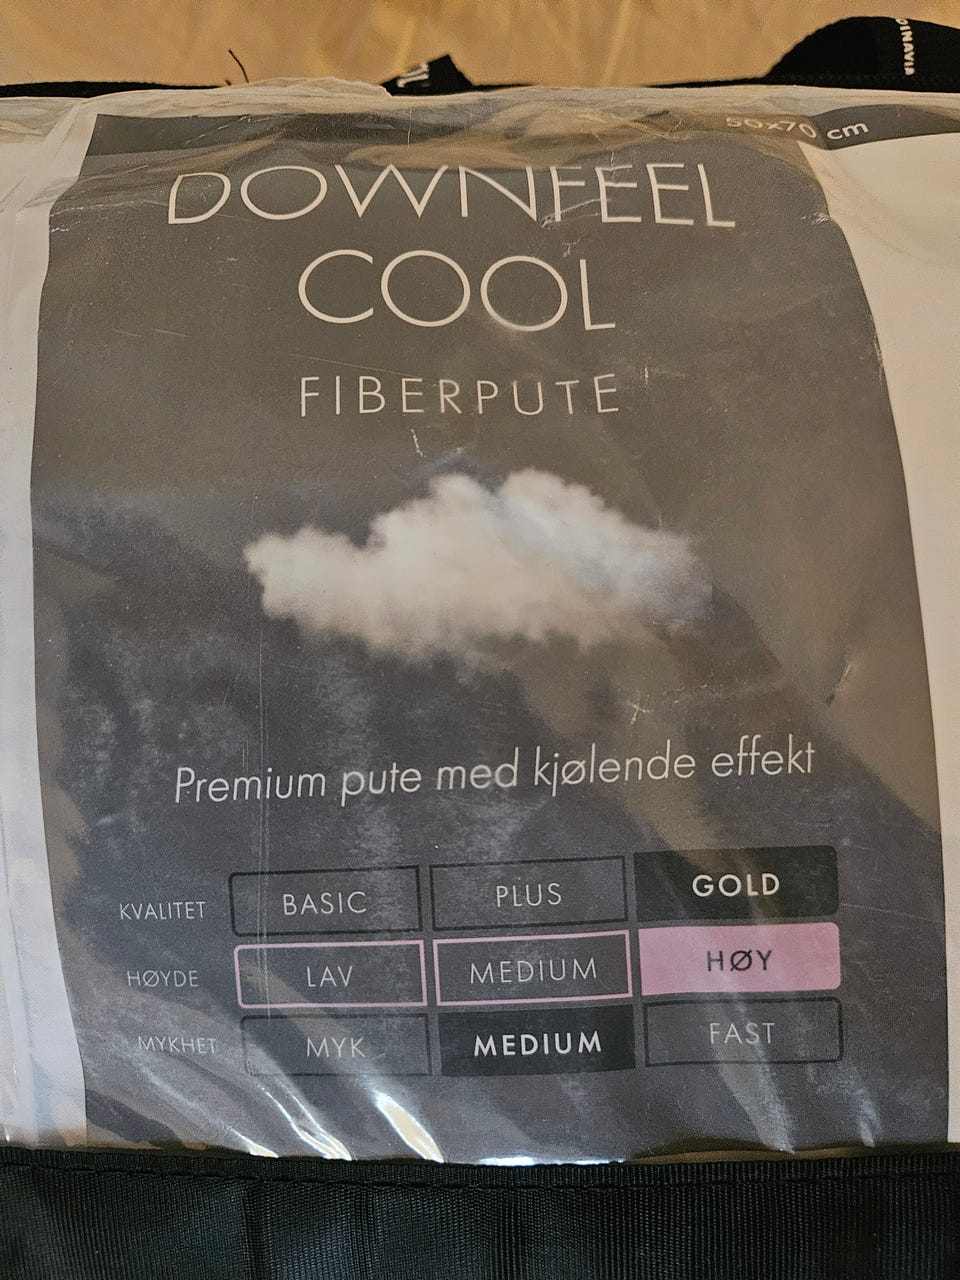 DINAVIA
50x70 cm
DOWNFEEL
COOL
FIBERPUTE
Premium pute med kjølende effekt
KVALITET BASIC PLUS GOLD
HØYDE LAV MEDIUM HØY
MYKHET MYK MEDIUM FAST